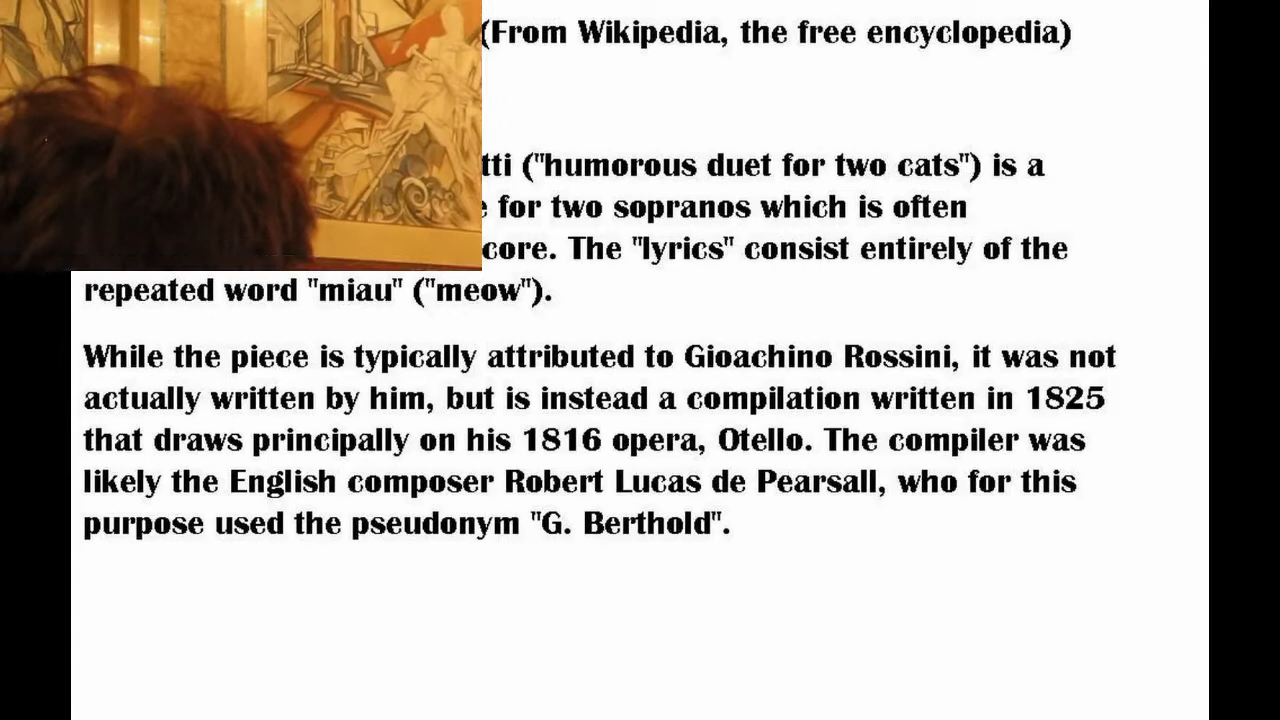 (From Wikipedia, the free encyclopedia)
("humorous duet for two cats") is a
for two sopranos which is often
The "lyrics" consist entirely of the
repeated word "miau" ("meow").
While the piece is typically attributed to Gioachino Rossini, it was not
actually written by him, but is instead a compilation written in 1825
that draws principally on his 1816 opera, Otello. The compiler was
likely the English composer Robert Lucas de Pearsall, who for this
purpose used the pseudonym "G. Berthold".